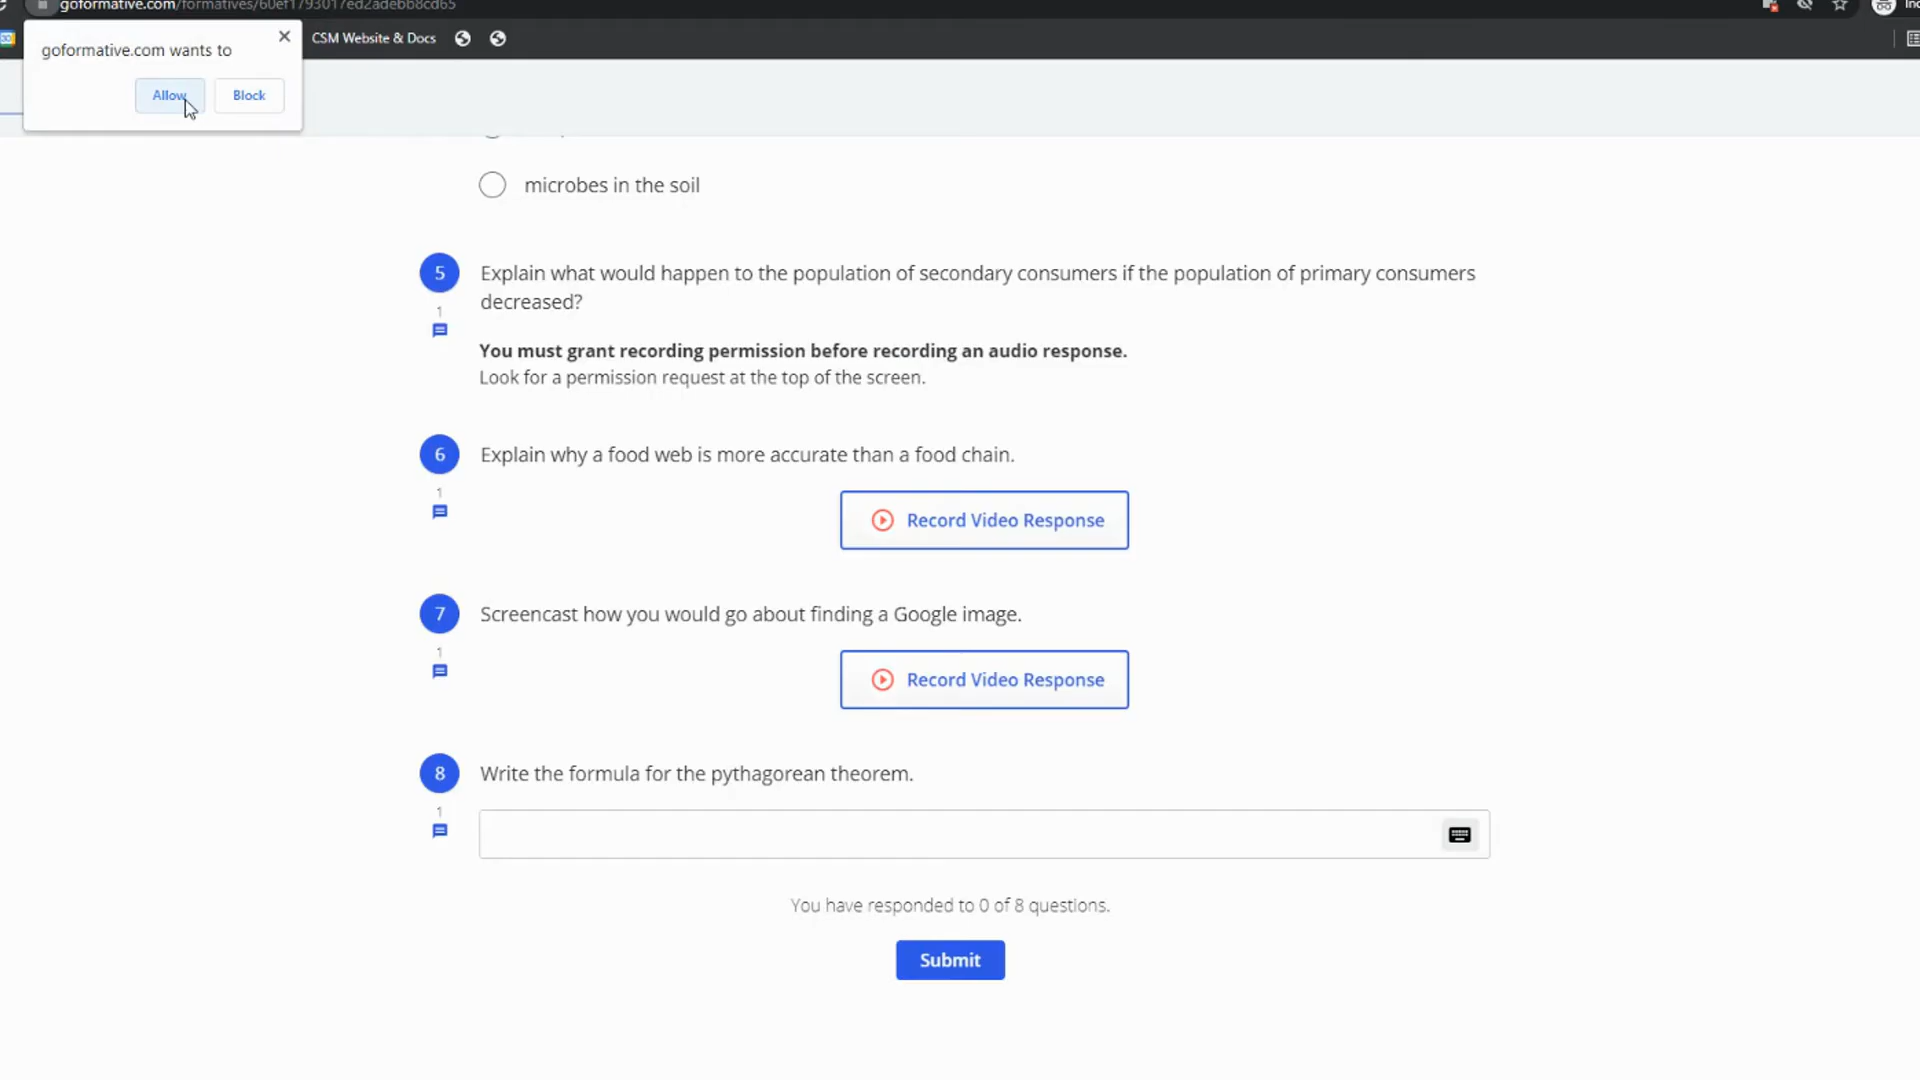 goformative.com/formatives/60ef1793017ed2adebb8cd65
goformative.com wants to
Allow
Block
CSM Website & Docs
microbes in the soil
5
Explain what would happen to the population of secondary consumers if the population of primary consumers
decreased?
1
You must grant recording permission before recording an audio response.
Look for a permission request at the top of the screen.
6
Explain why a food web is more accurate than a food chain.
1
Record Video Response
7
Screencast how you would go about finding a Google image.
1
Record Video Response
8
Write the formula for the pythagorean theorem.
1
You have responded to 0 of 8 questions.
Submit